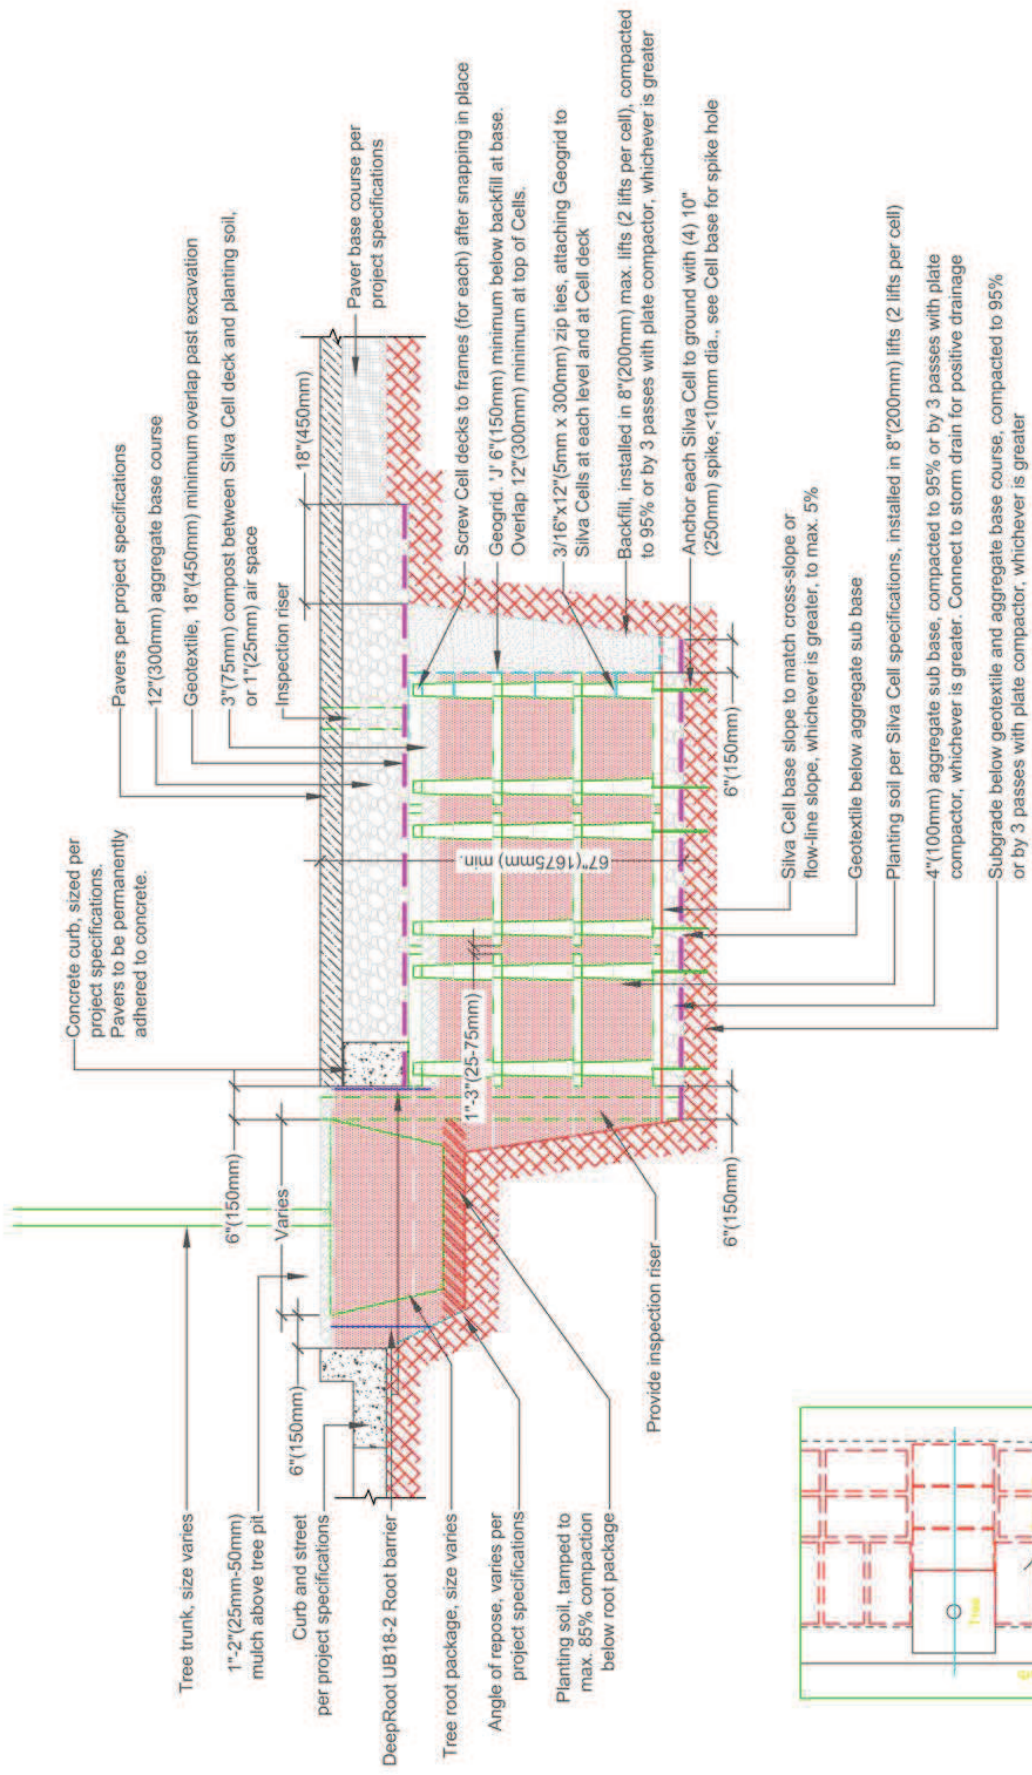 Concrete curb, sized per
project specifications.
Pavers to be permanently
adhered to concrete.
Pavers per project specifications
12"(300mm) aggregate base course
Geotextile, 18"(450mm) minimum overlap past excavation
3"(75mm) compost between Silva Cell deck and planting soil,
or 1"(25mm) air space
Inspection riser
18"(450mm)
Paver base course per
project specifications
Tree trunk, size varies
1"-2"(25mm-50mm)
mulch above tree pit
Curb and street
per project specifications
DeepRoot UB18-2 Root barrier
Tree root package, size varies
Angle of repose, varies per
project specifications
Planting soil, tamped to
max. 85% compaction
below root package
6"(150mm)
Varies
6"(150mm)
1"-3"(25-75mm)
67"(1675mm) min.
6"(150mm)
6"(150mm)
Provide inspection riser
Screw Cell decks to frames (for each) after snapping in place
Geogrid. 'J' 6"(150mm) minimum below backfill at base.
Overlap 12"(300mm) minimum at top of Cells.
3/16"x12"(5mm x 300mm) zip ties, attaching Geogrid to
Silva Cells at each level and at Cell deck
Backfill, installed in 8"(200mm) max. lifts (2 lifts per cell), compacted
to 95% or by 3 passes with plate compactor, whichever is greater
Anchor each Silva Cell to ground with (4) 10"
(250mm) spike,<10mm dia., see Cell base for spike hole
Silva Cell base slope to match cross-slope or
flow-line slope, whichever is greater, to max. 5%
Geotextile below aggregate sub base
Planting soil per Silva Cell specifications, installed in 8"(200mm) lifts (2 lifts per cell)
4"(100mm) aggregate sub base, compacted to 95% or by 3 passes with plate
compactor, whichever is greater. Connect to storm drain for positive drainage
Subgrade below geotextile and aggregate base course, compacted to 95%
or by 3 passes with plate compactor, whichever is greater
Tree
e